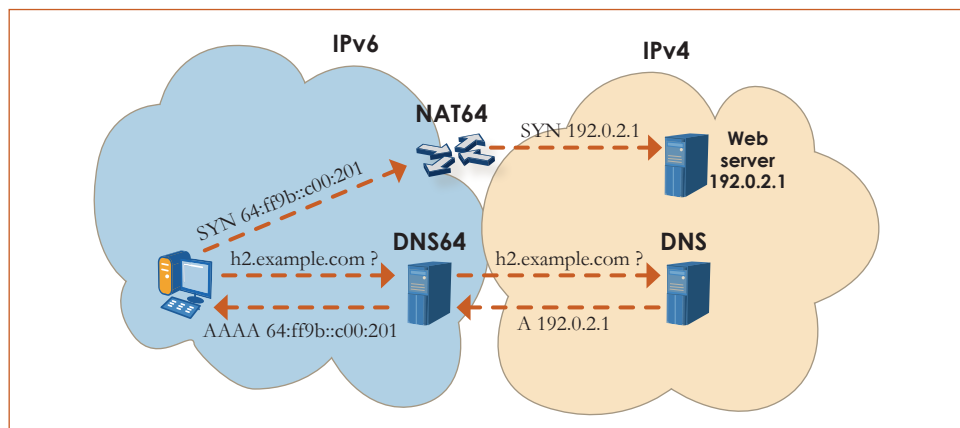 IPv6
IPv4
NAT64
SYN 192.0.2.1
Web
server
192.0.2.1
SYN 64:ff9b::c00:201
DNS64
DNS
h2.example.com ?
h2.example.com ?
AAAA 64:ff9b::c00:201
A 192.0.2.1